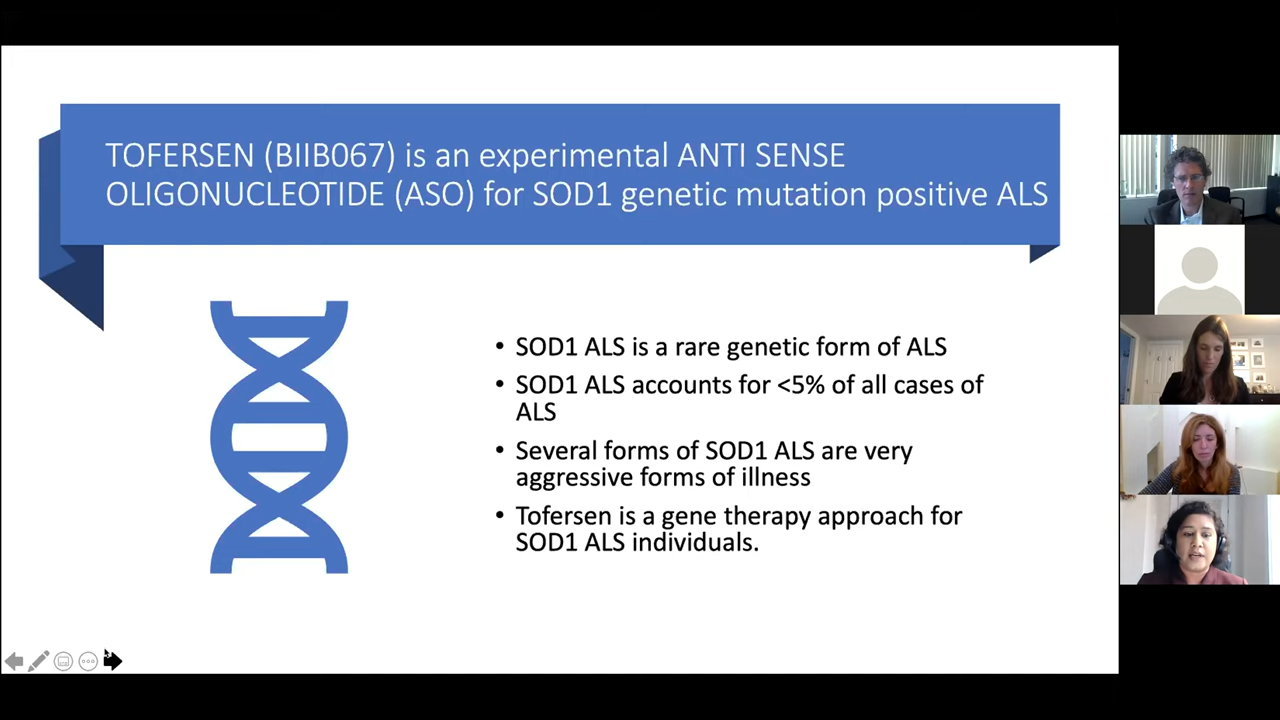 TOFERSEN (BIIB067) is an experimental ANTI SENSE
OLIGONUCLEOTIDE (ASO) for SOD1 genetic mutation positive ALS
• SOD1 ALS is a rare genetic form of ALS
• SOD1 ALS accounts for <5% of all cases of
ALS
• Several forms of SOD1 ALS are very
aggressive forms of illness
• Tofersen is a gene therapy approach for
SOD1 ALS individuals.